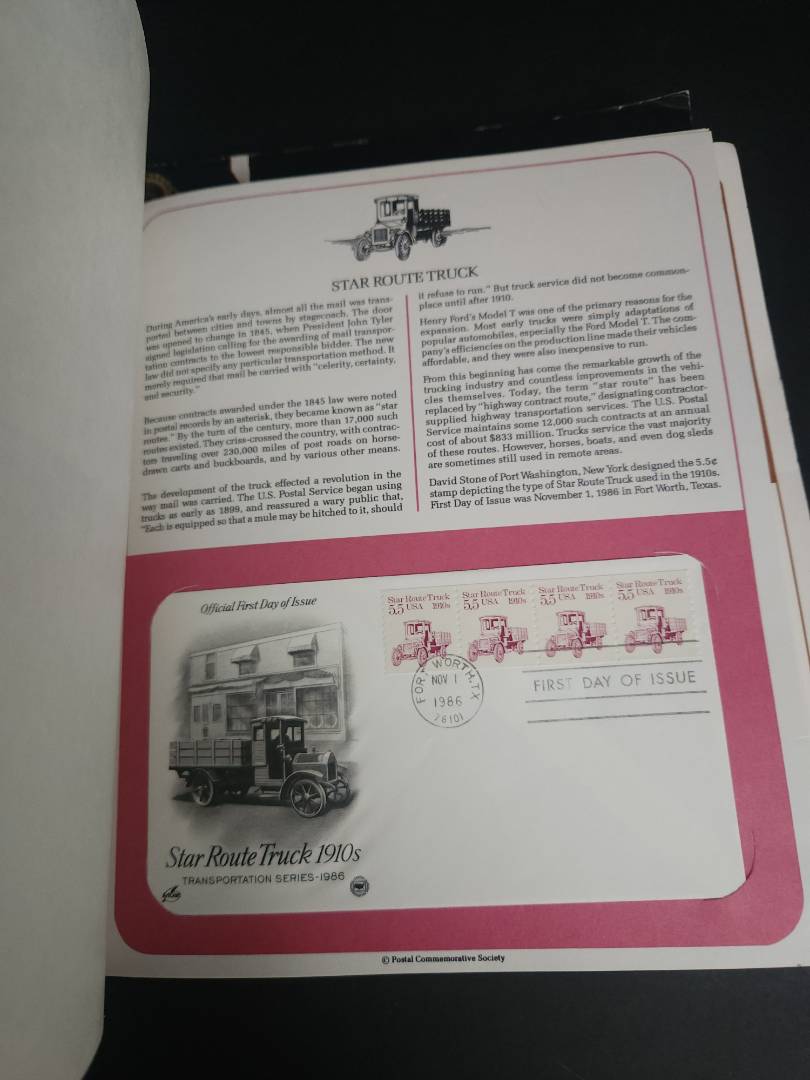 STAR ROUTE TRUCK
During America's early days, almost all the mail was trans-
ported between cities and towns by stagecoach. The door
was opened to change in 1845, when President John Tyler
signed legislation calling for the awarding of mail transpor-
tation contracts to the lowest responsible bidder. The new
law did not specify any particular transportation method. It
merely required that mail be carried with "celerity, certainty,
and security."
Because contracts awarded under the 1845 law were noted
in postal records by an asterisk, they became known as "star
routes." By the turn of the century, more than 17,000 such
routes existed. They criss-crossed the country, with contrac-
tors traveling over 230,000 miles of post roads on horse-
drawn carts and buckboards, and by various other means.
The development of the truck effected a revolution in the
way mail was carried. The U.S. Postal Service began using
trucks as early as 1899, and reassured a wary public that,
"Each is equipped so that a mule may be hitched to it, should
it refuse to run." But truck service did not become common-
place until after 1910.
Henry Ford's Model T was one of the primary reasons for the
expansion. Most early trucks were simply adaptations of
popular automobiles, especially the Ford Model T. The com-
pany's efficiencies on the production line made their vehicles
affordable, and they were also inexpensive to run.
From this beginning has come the remarkable growth of the
trucking industry and countless improvements in the vehi-
cles themselves. Today, the term "star route" has been
replaced by "highway contract route," designating contractor-
supplied highway transportation services. The U.S. Postal
Service maintains some 12,000 such contracts at an annual
cost of about $833 million. Trucks service the vast majority
of these routes. However, horses, boats, and even dog sleds
are sometimes still used in remote areas.
David Stone of Port Washington, New York designed the 5.5¢
stamp depicting the type of Star Route Truck used in the 1910s.
First Day of Issue was November 1, 1986 in Fort Worth, Texas.
Official First Day of Issue
Star Route Truck
5.5 USA 1910s
Star Route Truck
5.5 USA 1910s
Star Route Truck
5.5 USA 1910s
Star Route Truck
5.5 USA 1910s
FORT WORTH, TX
NOV 1
1986
76101
FIRST DAY OF ISSUE
Star Route Truck 1910s
TRANSPORTATION SERIES-1986
© Postal Commemorative Society